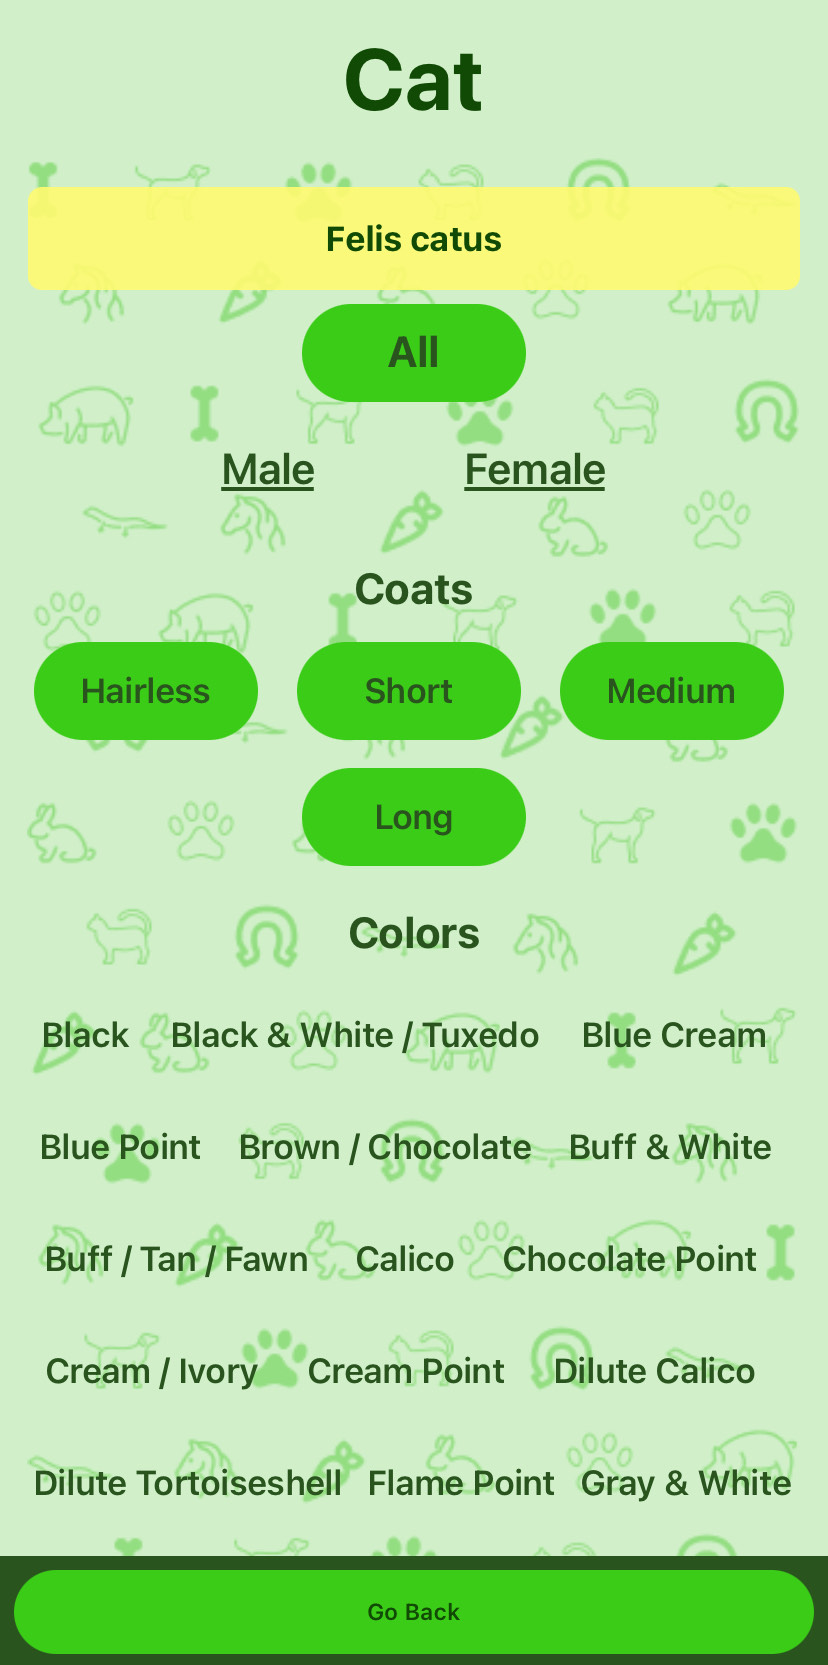 Cat
Felis catus
All
Male Female
Coats
Hairless Short Medium
Long
Colors
Black Black & White / Tuxedo Blue Cream
Blue Point Brown / Chocolate Buff & White
Buff / Tan / Fawn Calico Chocolate Point
Cream / Ivory Cream Point Dilute Calico
Dilute Tortoiseshell Flame Point Gray & White
Go Back